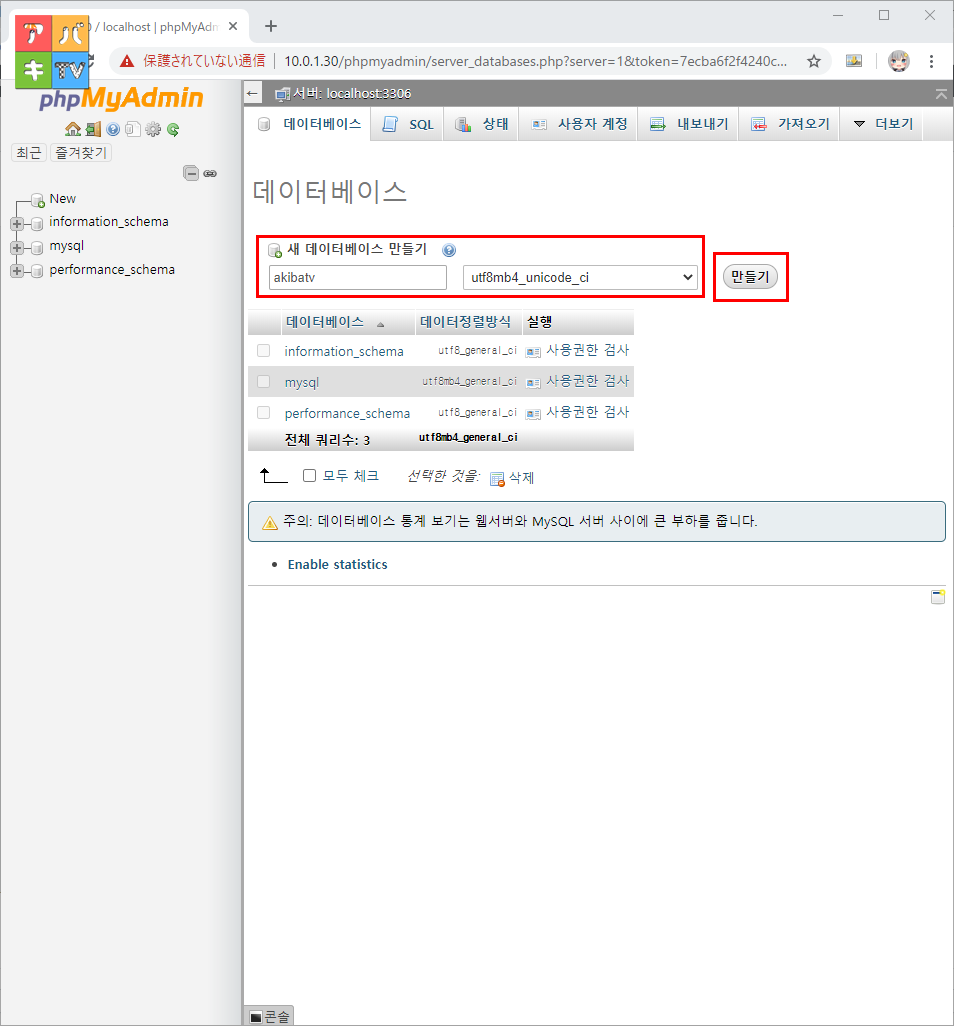 アバ
キTV
0 / localhost | phpMyAdm
保護されていない通信
10.0.1.30/phpmyadmin/server_databases.php?server=1&token=7ecba6f2f4240c...
phpMyAdmin
최근 즐겨찾기
New
information_schema
mysql
performance_schema
서버: localhost:3306
데이터베이스 SQL 상태 사용자 계정 내보내기 가져오기 더보기
데이터베이스
새 데이터베이스 만들기
akibatv utf8mb4_unicode_ci 만들기
데이터베이스 데이터정렬방식 실행
information_schema utf8_general_ci 사용권한 검사
mysql utf8mb4_general_ci 사용권한 검사
performance_schema utf8_general_ci 사용권한 검사
전체 쿼리수: 3 utf8mb4_general_ci
모두 체크 선택한 것을: 삭제
주의: 데이터베이스 통계 보기는 웹서버와 MySQL 서버 사이에 큰 부하를 줍니다.
Enable statistics
콘솔